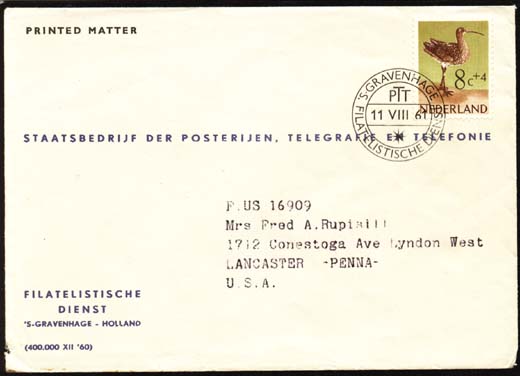 PRINTED MATTER
8c+4
NEDERLAND
'S-GRAVENHAGE
PTT
11 VIII 61
FILATELISTISCHE DIENST
STAATSBEDRIJF DER POSTERIJEN, TELEGRAFIE EN TELEFONIE
F.US 16909
Mrs Fred A.
1712 Conestoga Ave Lyndon West
LANCASTER -PENNA-
U.S.A.
FILATELISTISCHE
DIENST
'S-GRAVENHAGE - HOLLAND
(400.000 XII '60)